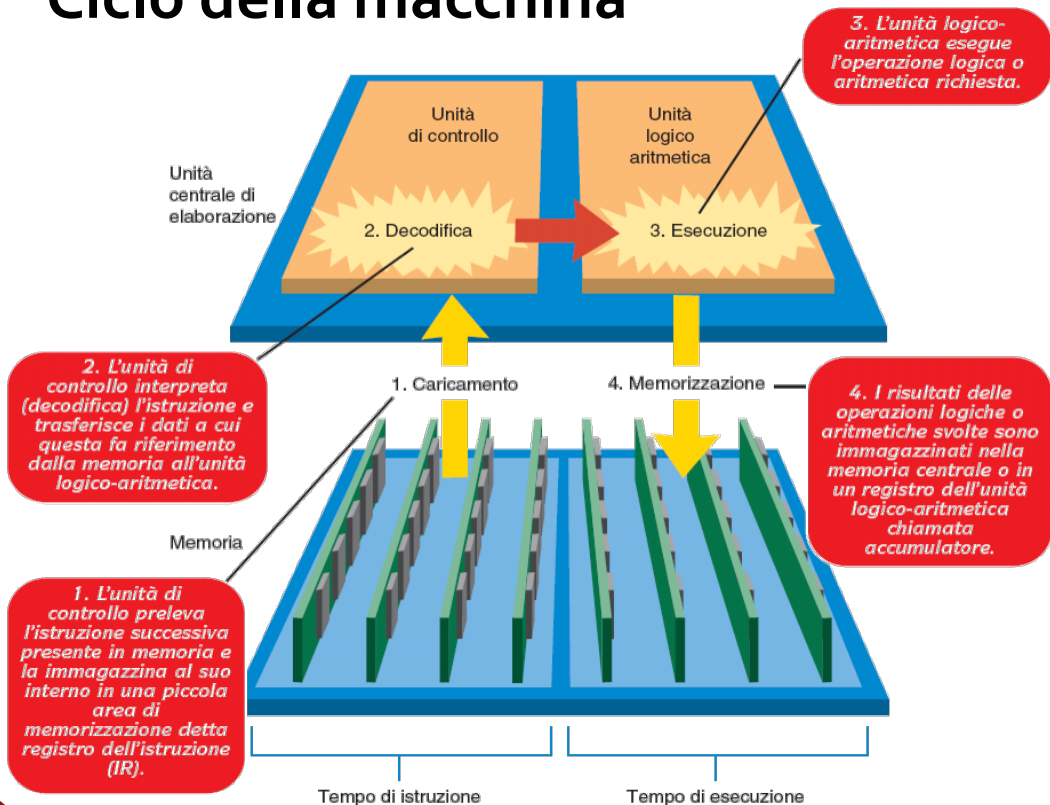 Ciclo della macchina
3. L'unità logico-
aritmetica esegue
l'operazione logica o
aritmetica richiesta.
Unità
di controllo
Unità
logico
aritmetica
Unità
centrale di
elaborazione
2. Decodifica
3. Esecuzione
2. L'unità di
controllo interpreta
(decodifica) l'istruzione e
trasferisce i dati a cui
questa fa riferimento
dalla memoria all'unità
logico-aritmetica.
1. Caricamento
4. Memorizzazione
4. I risultati delle
operazioni logiche o
aritmetiche svolte sono
immagazzinati nella
memoria centrale o in
un registro dell'unità
logico-aritmetica
chiamata
accumulatore.
Memoria
1. L'unità di
controllo preleva
l'istruzione successiva
presente in memoria e
la immagazzina al suo
interno in una piccola
area di
memorizzazione detta
registro dell'istruzione
(IR).
Tempo di istruzione
Tempo di esecuzione